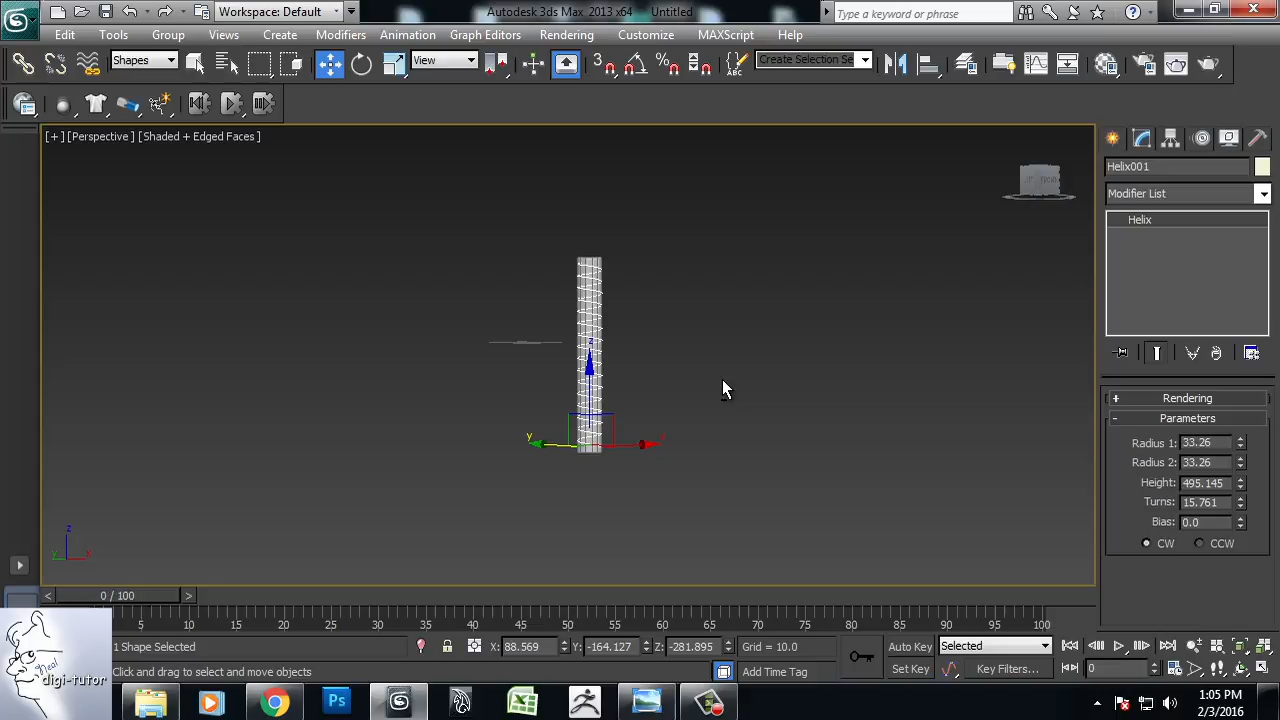 Workspace: Default
Autodesk 3ds Max 2013 x64 - Untitled
Type a keyword or phrase
Edit Tools Group Views Create Modifiers Animation Graph Editors Rendering Customize MAXScript Help
Shapes
View
3
Create Selection Se
[+] [Perspective ] [Shaded + Edged Faces ]
Helix001
Modifier List
Helix
z
y
x
+ Rendering
- Parameters
Radius 1: 33.26
Radius 2: 33.26
Height: 495.145
Turns: 15.761
Bias: 0.0
CW CCW
z
y x
< 0 / 100 >
5 10 15 20 25 30 35 40 45 50 55 60 65 70 75 80 85 90 95 100
1 Shape Selected
X: 88.569 Y: -164.127 Z: -281.895 Grid = 10.0
Auto Key Selected
Click and drag to select and move objects
Add Time Tag
Set Key Key Filters... 0
Neal
digi-tutor
Ps
1:05 PM
2/3/2016